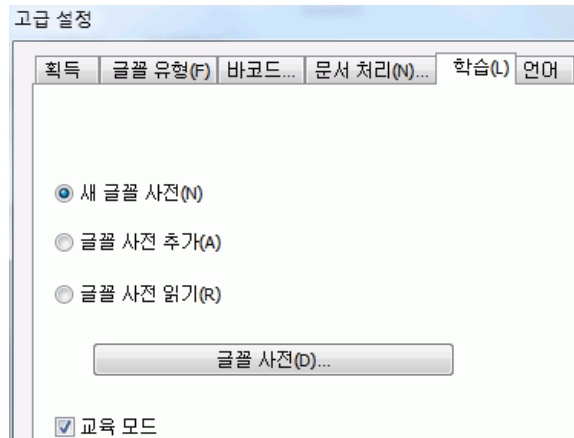 고급 설정
획득 글꼴 유형(F) 바코드... 문서 처리(N)... 학습(L) 언어
새 글꼴 사전(N)
글꼴 사전 추가(A)
글꼴 사전 읽기(R)
글꼴 사전(D)...
교육 모드